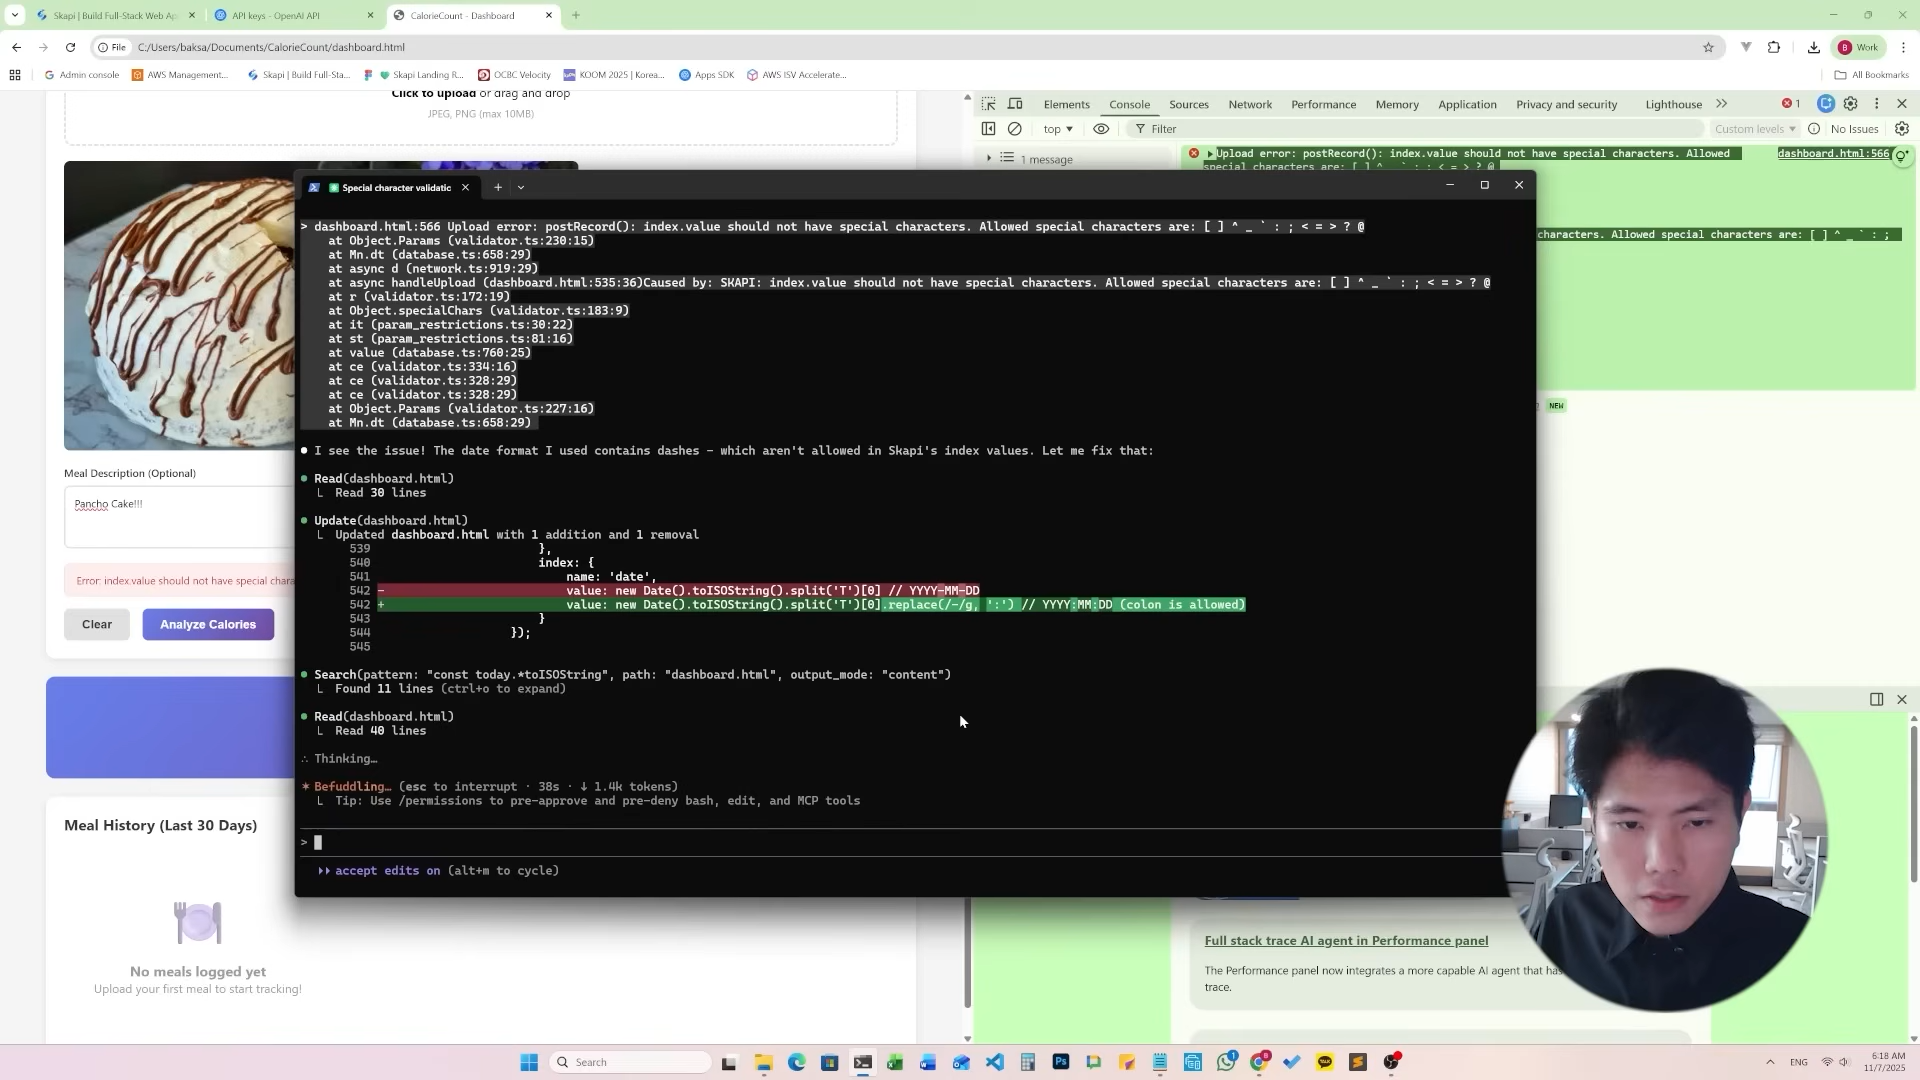 Skapi | Build Full-Stack Web Ap
API keys - OpenAI API
CalorieCount - Dashboard
File
C:/Users/baksa/Documents/CalorieCount/dashboard.html
B Work
Admin console
AWS Management...
Skapi | Build Full-Sta...
Skapi Landing R...
OCBC Velocity
KOOM 2025 | Korea...
Apps SDK
AWS ISV Accelerate...
All Bookmarks
Click to upload or drag and drop
JPEG, PNG (max 10MB)
Elements
Console
Sources
Network
Performance
Memory
Application
Privacy and security
Lighthouse
1
top
Filter
Custom levels
No Issues
1 message
Upload error: postRecord(): index.value should not have special characters. Allowed
dashboard.html:566
special characters are: [ ] ^ _ ` : ; < = > ? @
characters. Allowed special characters are: [ ] ^ _ ` : ;
NEW
Special character validatic
> dashboard.html:566 Upload error: postRecord(): index.value should not have special characters. Allowed special characters are: [ ] ^ _ ` : ; < = > ? @
at Object.Params (validator.ts:230:15)
at Mn.dt (database.ts:658:29)
at async d (network.ts:919:29)
at async handleUpload (dashboard.html:535:36)Caused by: SKAPI: index.value should not have special characters. Allowed special characters are: [ ] ^ _ ` : ; < = > ? @
at r (validator.ts:172:19)
at Object.specialChars (validator.ts:183:9)
at it (param_restrictions.ts:30:22)
at st (param_restrictions.ts:81:16)
at value (database.ts:760:25)
at ce (validator.ts:334:16)
at ce (validator.ts:328:29)
at ce (validator.ts:328:29)
at Object.Params (validator.ts:227:16)
at Mn.dt (database.ts:658:29)
I see the issue! The date format I used contains dashes - which aren't allowed in Skapi's index values. Let me fix that:
Read(dashboard.html)
Read 30 lines
Update(dashboard.html)
Updated dashboard.html with 1 addition and 1 removal
539 },
540 index: {
541 name: 'date',
542 - value: new Date().toISOString().split('T')[0] // YYYY-MM-DD
542 + value: new Date().toISOString().split('T')[0].replace(/-/g, ':') // YYYY:MM:DD (colon is allowed)
543 }
544 });
545
Search(pattern: "const today.*toISOString", path: "dashboard.html", output_mode: "content")
Found 11 lines (ctrl+o to expand)
Read(dashboard.html)
Read 40 lines
∴ Thinking…
* Befuddling… (esc to interrupt · 38s · ↓ 1.4k tokens)
Tip: Use /permissions to pre-approve and pre-deny bash, edit, and MCP tools
>
accept edits on (alt+m to cycle)
Meal Description (Optional)
Pancho Cake!!!
Error: index.value should not have special chara
Clear
Analyze Calories
Meal History (Last 30 Days)
No meals logged yet
Upload your first meal to start tracking!
Full stack trace AI agent in Performance panel
The Performance panel now integrates a more capable AI agent that has
trace.
Search
ENG
6:18 AM
11/7/2025